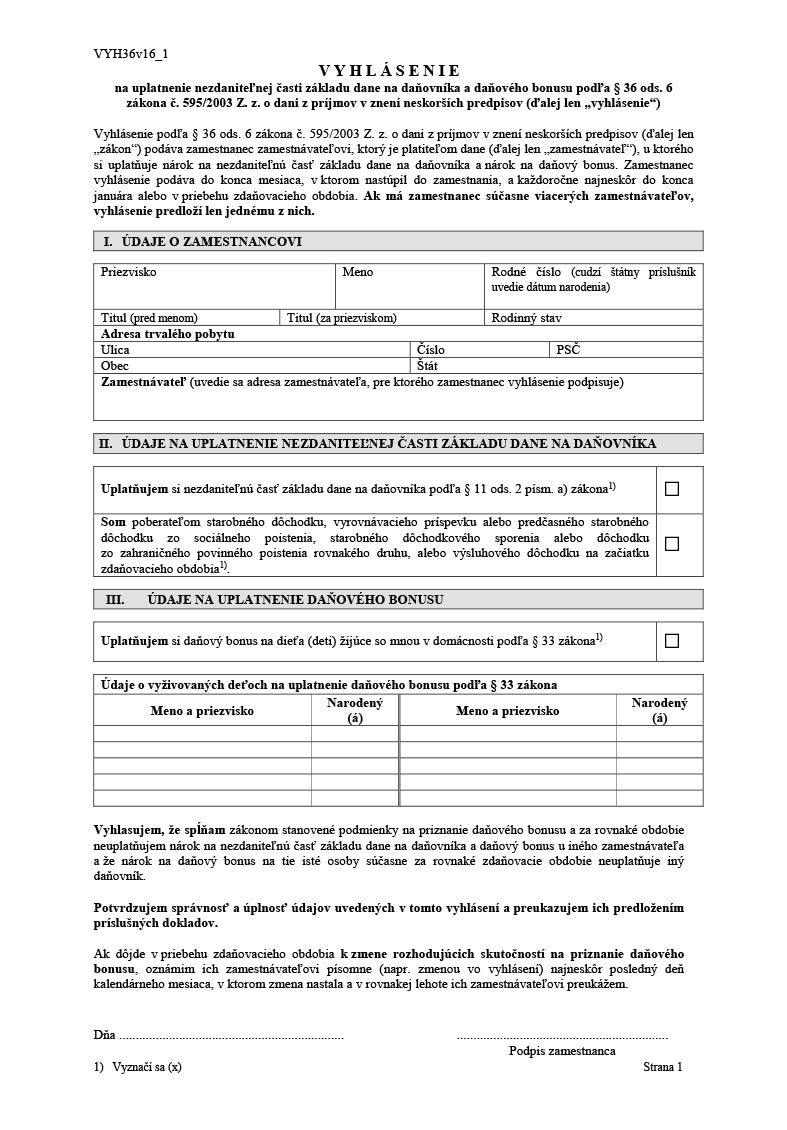 VYH36v16_1
V Y H L Á S E N I E
na uplatnenie nezdaniteľnej časti základu dane na daňovníka a daňového bonusu podľa § 36 ods. 6
zákona č. 595/2003 Z. z. o dani z príjmov v znení neskorších predpisov (ďalej len „vyhlásenie“)
Vyhlásenie podľa § 36 ods. 6 zákona č. 595/2003 Z. z. o dani z príjmov v znení neskorších predpisov (ďalej len
„zákon“) podáva zamestnanec zamestnávateľovi, ktorý je platiteľom dane (ďalej len „zamestnávateľ“), u ktorého
si uplatňuje nárok na nezdaniteľnú časť základu dane na daňovníka a nárok na daňový bonus. Zamestnanec
vyhlásenie podáva do konca mesiaca, v ktorom nastúpil do zamestnania, a každoročne najneskôr do konca
januára alebo v priebehu zdaňovacieho obdobia. Ak má zamestnanec súčasne viacerých zamestnávateľov,
vyhlásenie predloží len jednému z nich.
I. ÚDAJE O ZAMESTNANCOVI
Priezvisko Meno Rodné číslo (cudzí štátny príslušník
uvedie dátum narodenia)
Titul (pred menom) Titul (za priezviskom) Rodinný stav
Adresa trvalého pobytu
Ulica Číslo PSČ
Obec Štát
Zamestnávateľ (uvedie sa adresa zamestnávateľa, pre ktorého zamestnanec vyhlásenie podpisuje)
II. ÚDAJE NA UPLATNENIE NEZDANITEĽNEJ ČASTI ZÁKLADU DANE NA DAŇOVNÍKA
Uplatňujem si nezdaniteľnú časť základu dane na daňovníka podľa § 11 ods. 2 písm. a) zákona1)
Som poberateľom starobného dôchodku, vyrovnávacieho príspevku alebo predčasného starobného
dôchodku zo sociálneho poistenia, starobného dôchodkového sporenia alebo dôchodku
zo zahraničného povinného poistenia rovnakého druhu, alebo výsluhového dôchodku na začiatku
zdaňovacieho obdobia1).
III. ÚDAJE NA UPLATNENIE DAŇOVÉHO BONUSU
Uplatňujem si daňový bonus na dieťa (deti) žijúce so mnou v domácnosti podľa § 33 zákona1)
Údaje o vyživovaných deťoch na uplatnenie daňového bonusu podľa § 33 zákona
Meno a priezvisko Narodený (á) Meno a priezvisko Narodený (á)
Vyhlasujem, že spĺňam zákonom stanovené podmienky na priznanie daňového bonusu a za rovnaké obdobie
neuplatňujem nárok na nezdaniteľnú časť základu dane na daňovníka a daňový bonus u iného zamestnávateľa
a že nárok na daňový bonus na tie isté osoby súčasne za rovnaké zdaňovacie obdobie neuplatňuje iný
daňovník.
Potvrdzujem správnosť a úplnosť údajov uvedených v tomto vyhlásení a preukazujem ich predložením
príslušných dokladov.
Ak dôjde v priebehu zdaňovacieho obdobia k zmene rozhodujúcich skutočností na priznanie daňového
bonusu, oznámim ich zamestnávateľovi písomne (napr. zmenou vo vyhlásení) najneskôr posledný deň
kalendárneho mesiaca, v ktorom zmena nastala a v rovnakej lehote ich zamestnávateľovi preukážem.
Dňa .................................................................... ................................................................
Podpis zamestnanca
1) Vyznačí sa (x) Strana 1